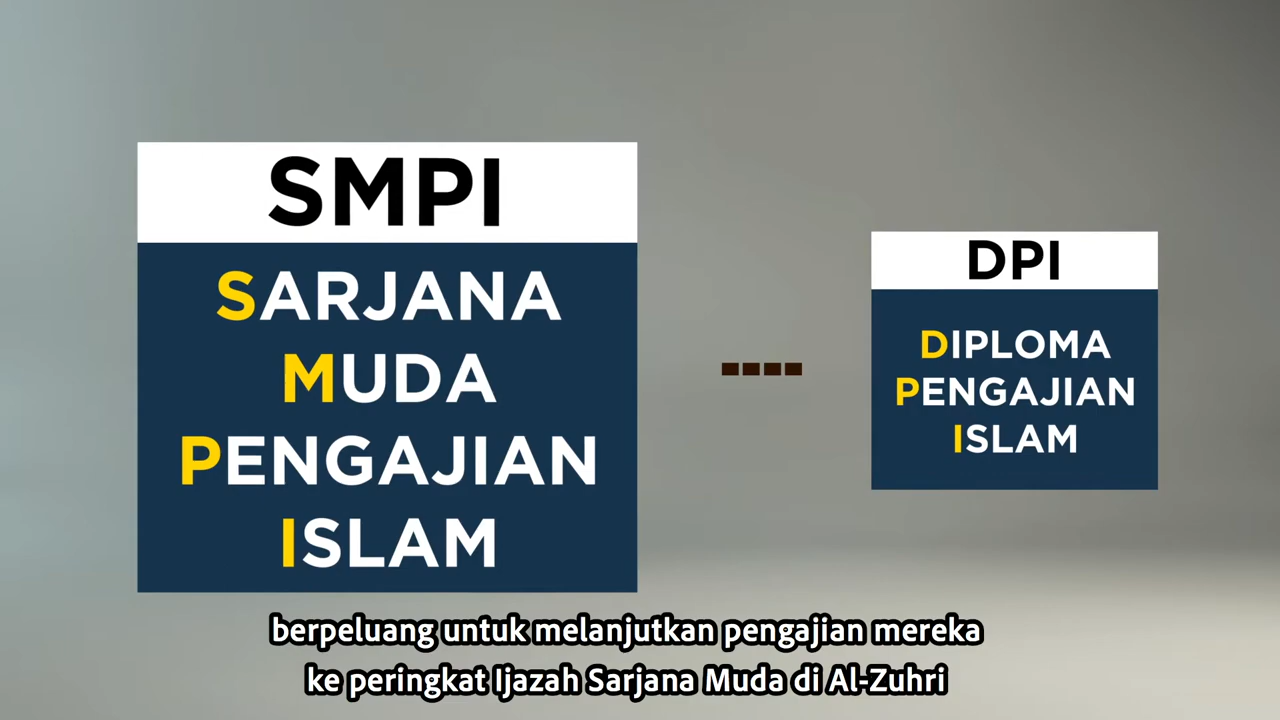 SMPI
SARJANA
MUDA
PENGAJIAN
ISLAM
DPI
DIPLOMA
PENGAJIAN
ISLAM
berpeluang untuk melanjutkan pengajian mereka
ke peringkat Ijazah Sarjana Muda di Al-Zuhri